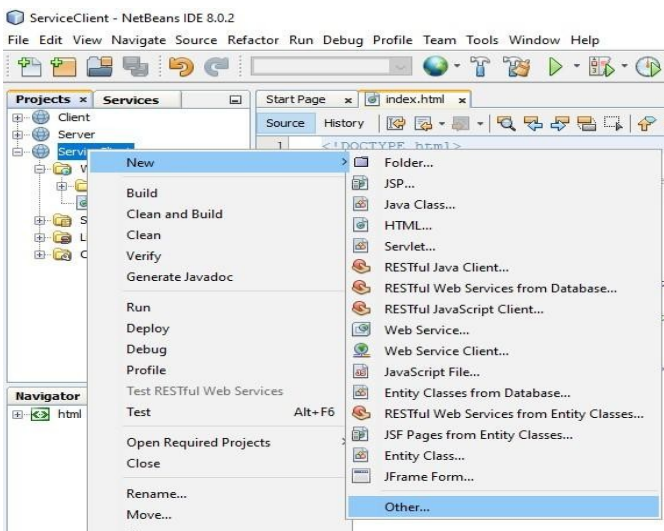 ServiceClient - NetBeans IDE 8.0.2
File Edit View Navigate Source Refactor Run Debug Profile Team Tools Window Help
Projects Services Start Page index.html
Client
Server
Source History
1 <!DOCTYPE html>
New
Build
Clean and Build
Clean
Verify
Generate Javadoc
Run
Deploy
Debug
Profile
Test RESTful Web Services
Test Alt+F6
Open Required Projects
Close
Rename...
Move...
Folder...
JSP...
Java Class...
HTML...
Servlet...
RESTful Java Client...
RESTful Web Services from Database...
RESTful JavaScript Client...
Web Service...
Web Service Client...
JavaScript File...
Entity Classes from Database...
RESTful Web Services from Entity Classes...
JSF Pages from Entity Classes...
Entity Class...
JFrame Form...
Other...
Navigator
html